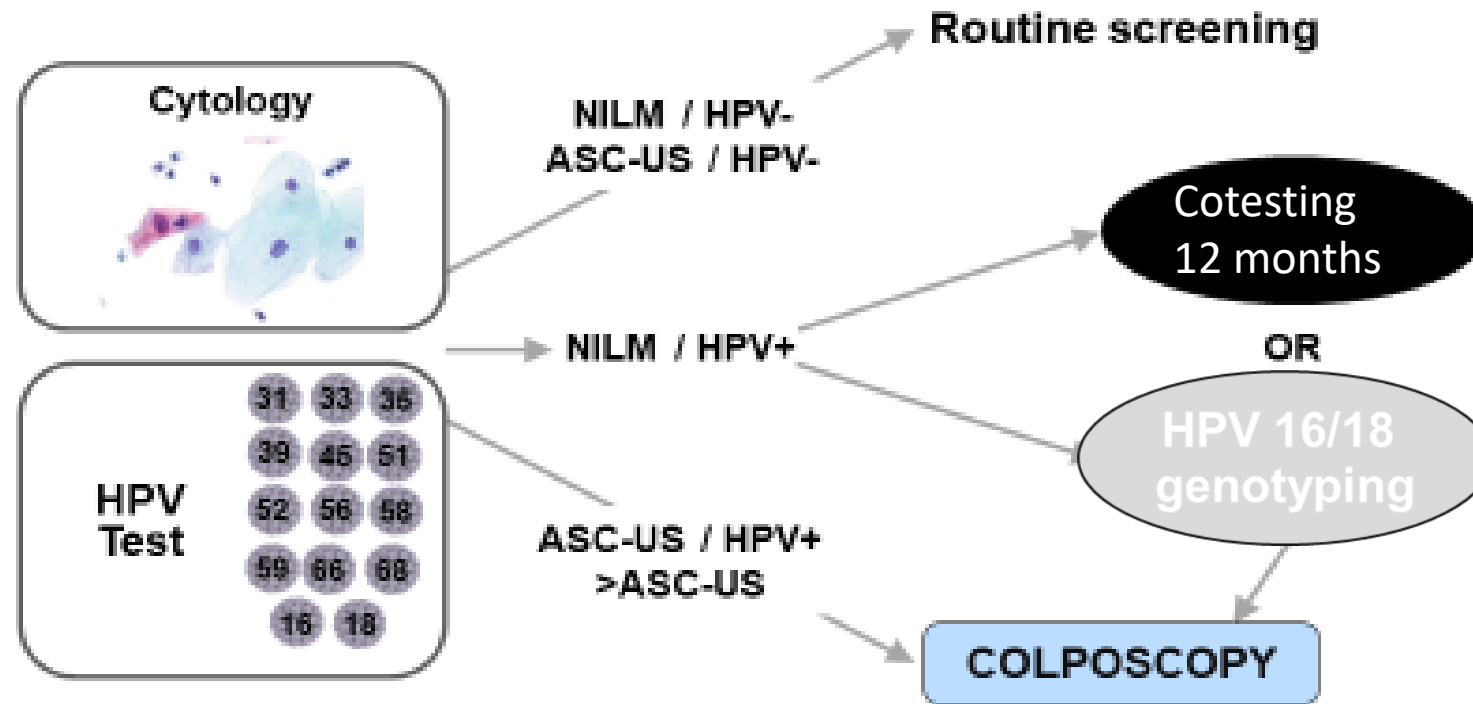 Routine screening
Cytology
NILM / HPV-
ASC-US / HPV-
Cotesting
12 months
NILM / HPV+
OR
31 33 35
39 45 51
HPV
Test
52 56 58
59 66 68
16 18
HPV 16/18
genotyping
ASC-US / HPV+
>ASC-US
COLPOSCOPY